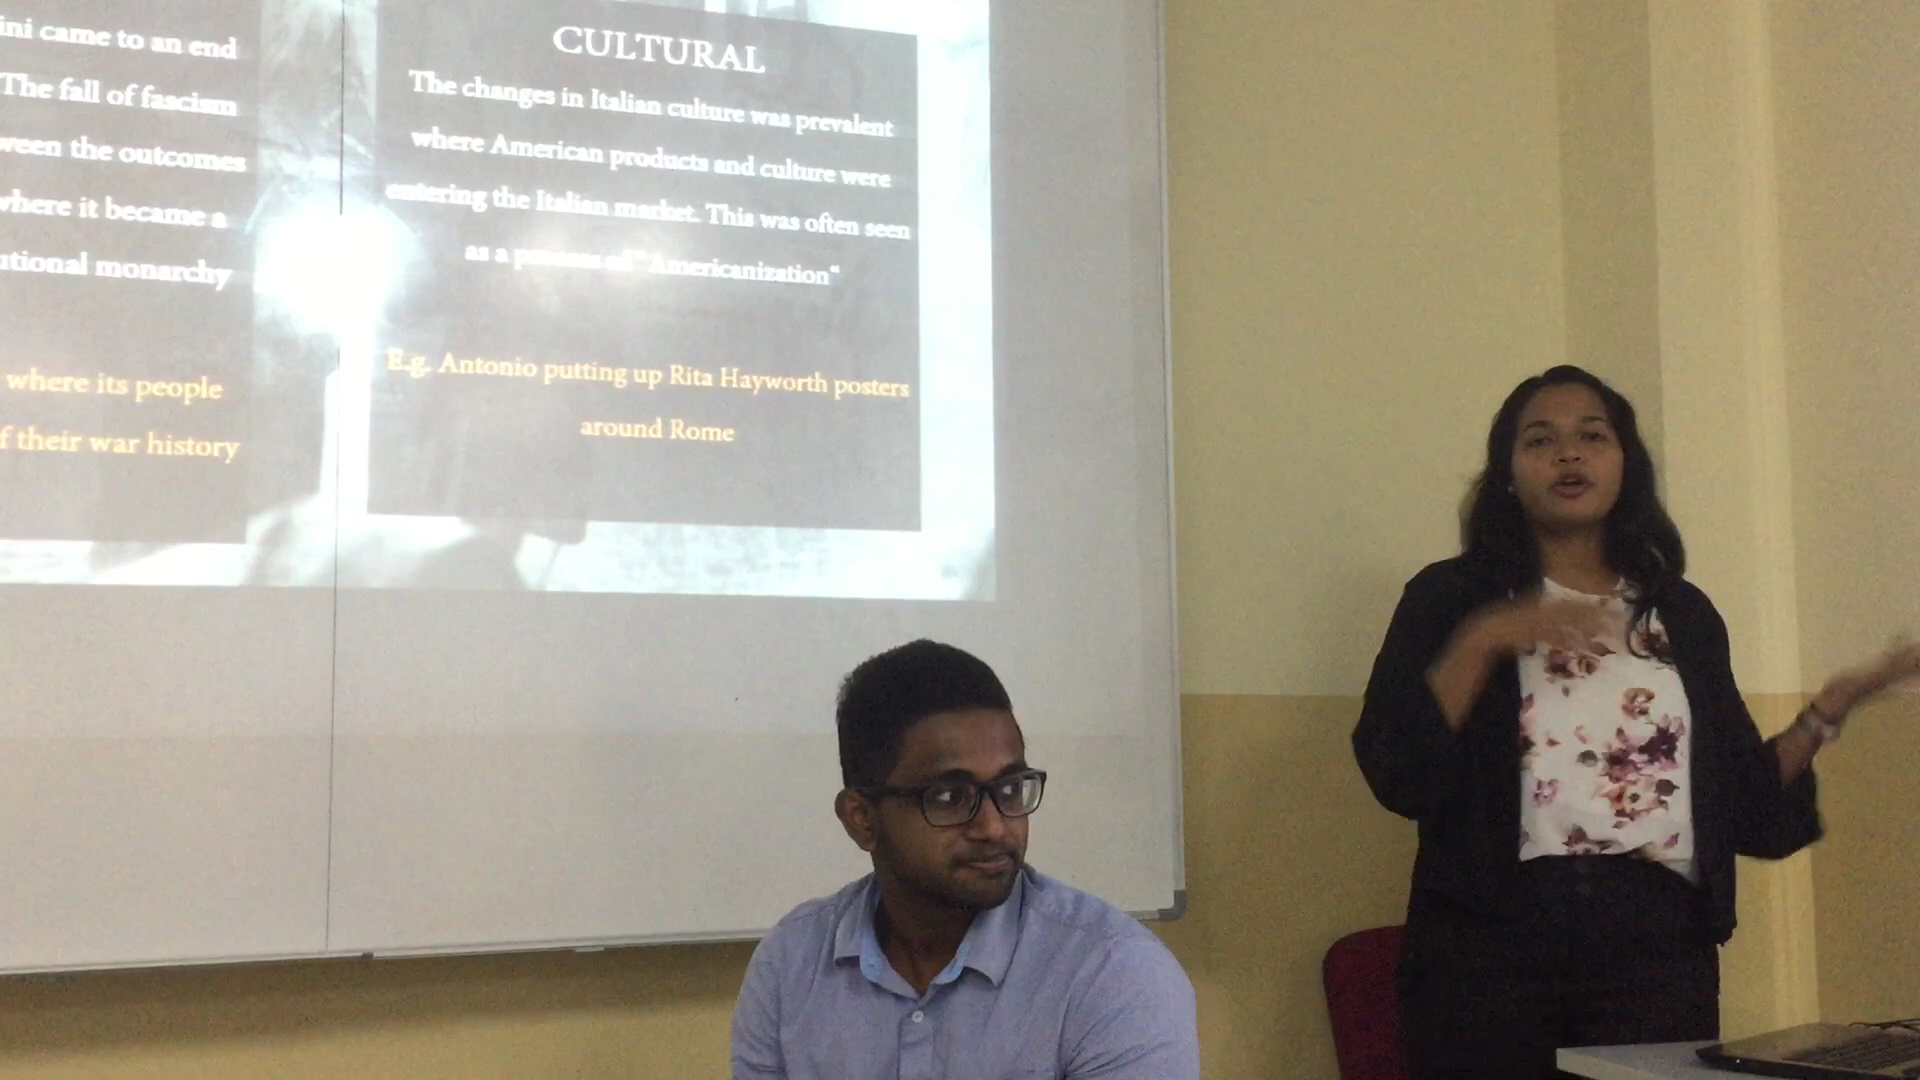 ini came to an end
The fall of fascism
ween the outcomes
where it became a
utional monarchy
where its people
f their war history
CULTURAL
The changes in Italian culture was prevalent
where American products and culture were
entering the Italian market. This was often seen
as a process of "Americanization"
E.g. Antonio putting up Rita Hayworth posters
around Rome